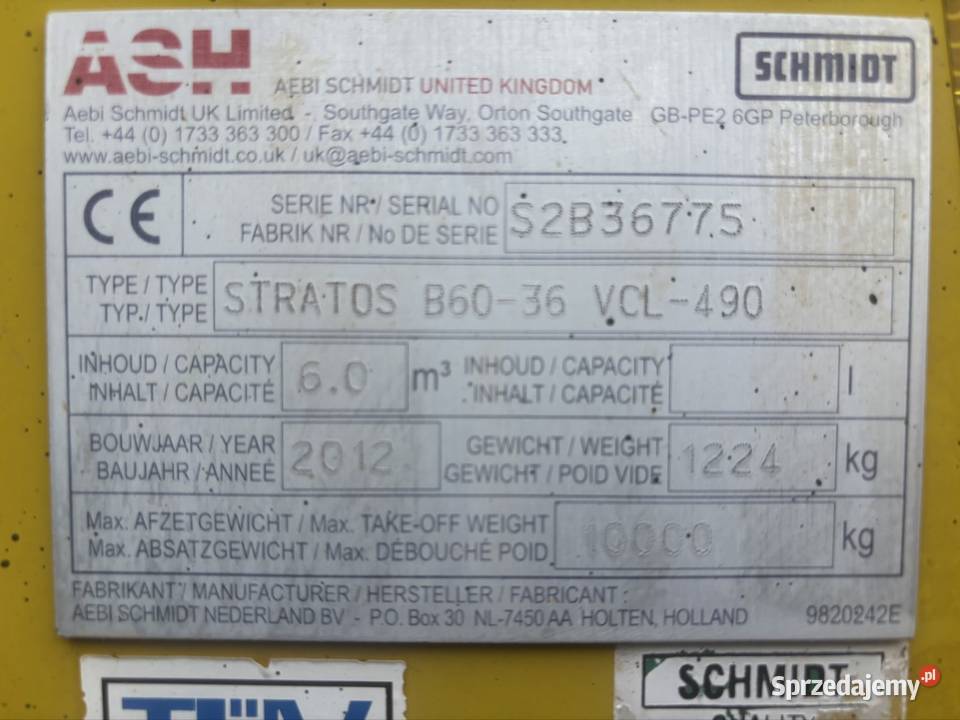 ASH AEBI SCHMIDT UNITED KINGDOM SCHMIDT
Aebi Schmidt UK Limited - Southgate Way, Orton Southgate GB-PE2 6GP Peterborough
Tel. +44 (0) 1733 363 300 / Fax +44 (0) 1733 363 333
www.aebi-schmidt.co.uk / uk@aebi-schmidt.com
CE
SERIE NR / SERIAL NO
FABRIK NR / No DE SERIE
S2B36775
TYPE / TYPE
TYP / TYPE
STRATOS B60-36 VCL-490
INHOUD / CAPACITY
INHALT / CAPACITÉ
6.0 m³
INHOUD / CAPACITY
INHALT / CAPACITÉ
l
BOUWJAAR / YEAR
BAUJAHR / ANNEÉ
2012
GEWICHT / WEIGHT
GEWICHT / POID VIDE
1224 kg
Max. AFZETGEWICHT / Max. TAKE-OFF WEIGHT
Max. ABSATZGEWICHT / Max. DÉBOUCHÉ POID
10000 kg
FABRIKANT / MANUFACTURER / HERSTELLER / FABRICANT :
AEBI SCHMIDT NEDERLAND BV - P.O. Box 30 NL-7450 AA HOLTEN, HOLLAND 9820242E
TÜV
SCHMIDT
Sprzedajemy.pl